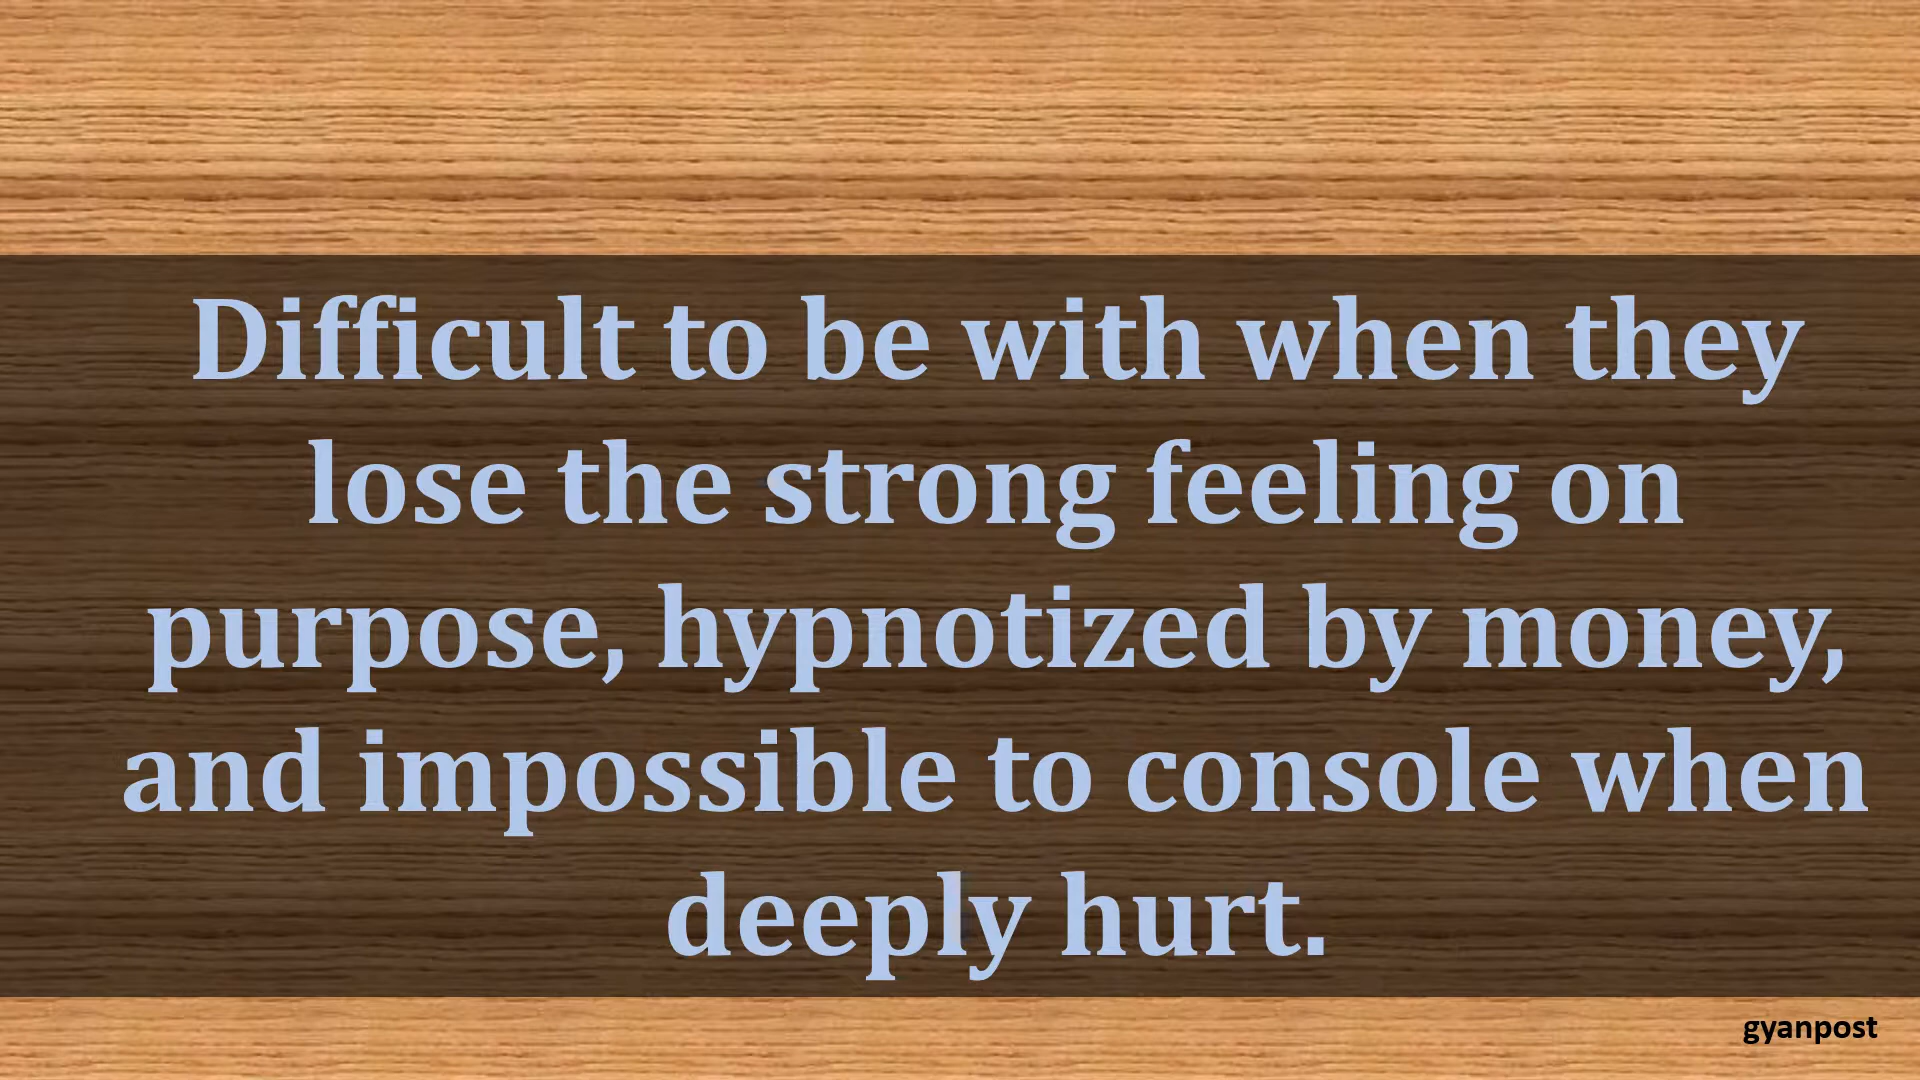 Difficult to be with when they
lose the strong feeling on
purpose, hypnotized by money,
and impossible to console when
deeply hurt.
gyanpost